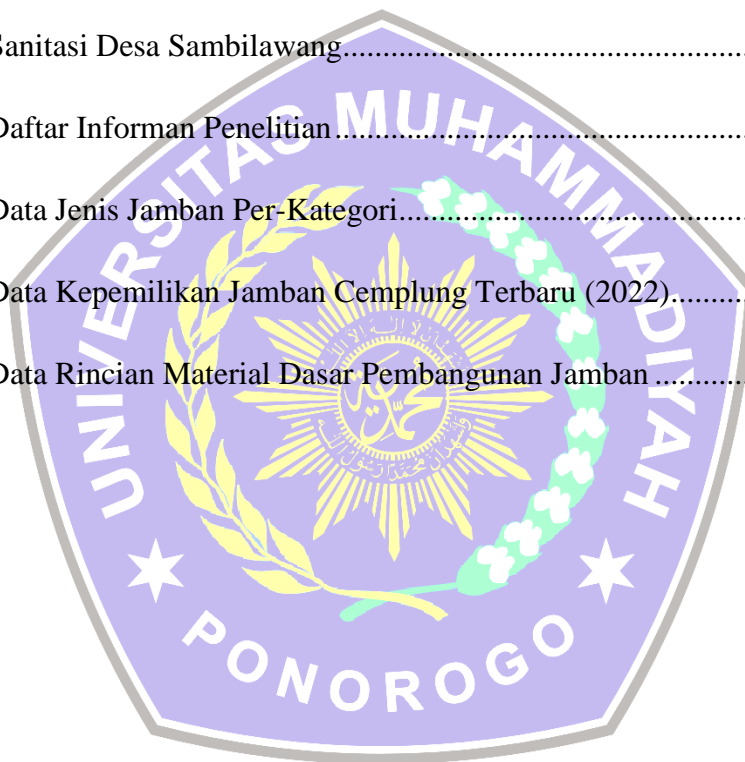 Sanitasi Desa Sambilawang...............................................
Daftar Informan Penelitian...............................................
Data Jenis Jamban Per-Kategori.......................................
Data Kepemilikan Jamban Cemplung Terbaru (2022)..........
Data Rincian Material Dasar Pembangunan Jamban ............
UNIVERSITAS MUHAMMADIYAH
PONOROGO